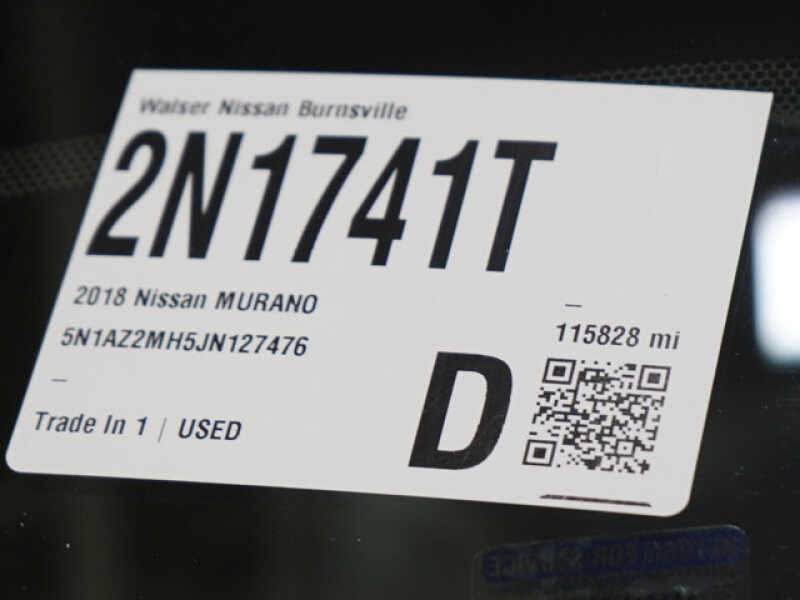 Walser Nissan Burnsville
2N1741T
2018 Nissan MURANO
5N1AZ2MH5JN127476
–
115828 mi
–
D
Trade In 1 | USED